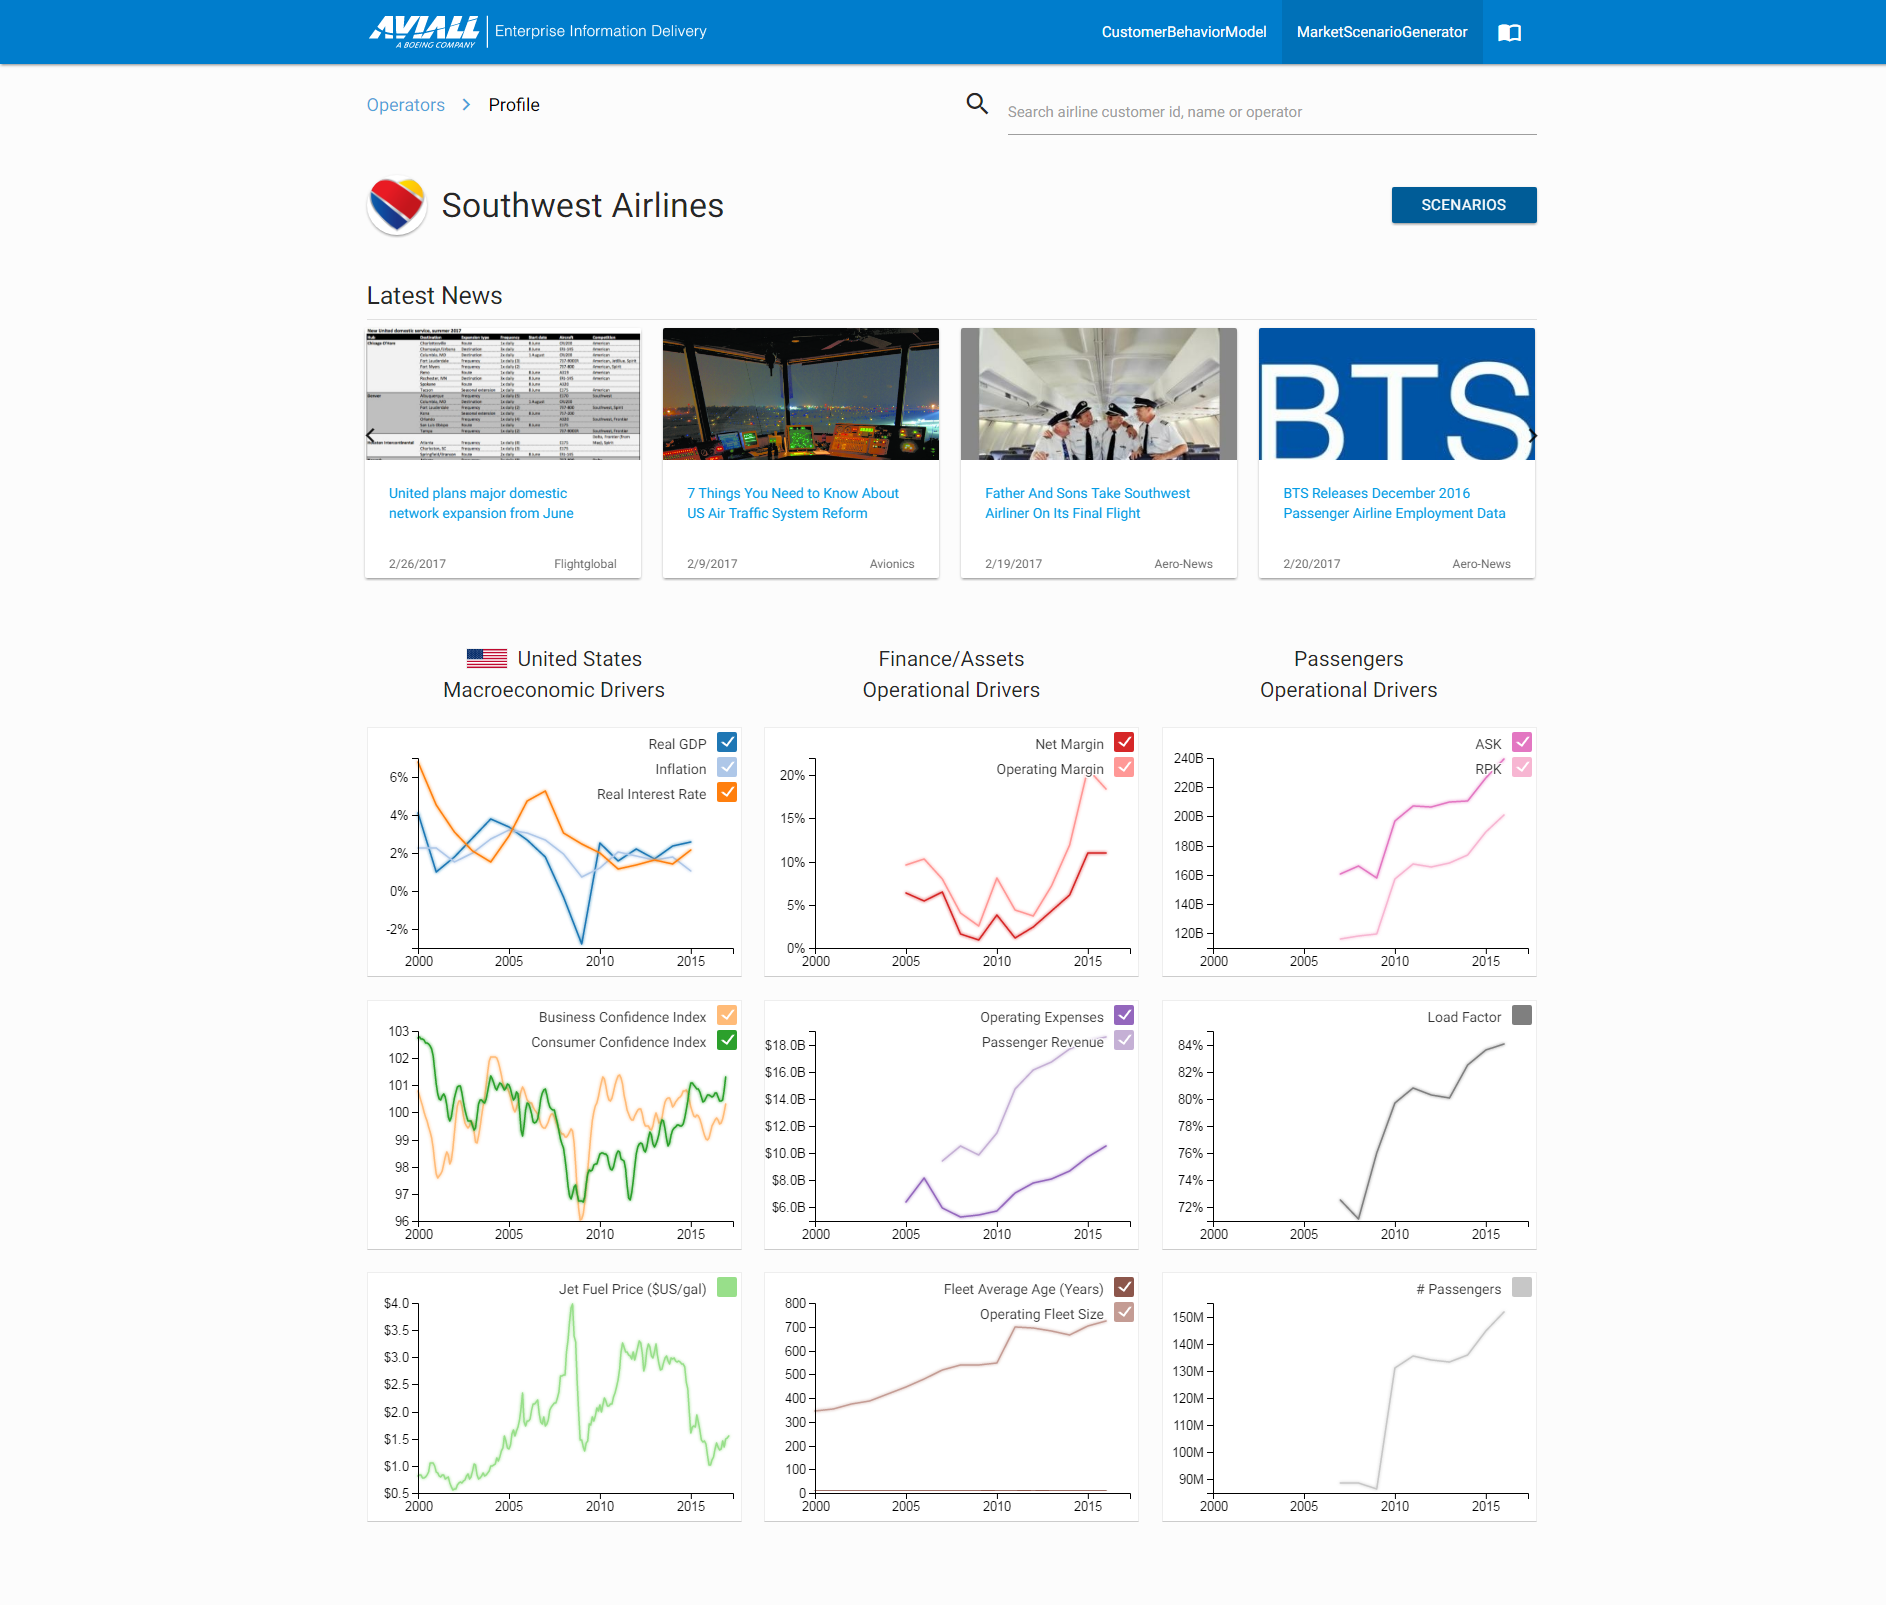 AVIALL
A BOEING COMPANY
Enterprise Information Delivery
CustomerBehaviorModel
MarketScenarioGenerator
Operators
Profile
Search airline customer id, name or operator
Southwest Airlines
SCENARIOS
Latest News
New United domestic service, summer 2017
BTS
United plans major domestic
network expansion from June
2/26/2017
Flightglobal
7 Things You Need to Know About
US Air Traffic System Reform
2/9/2017
Avionics
Father And Sons Take Southwest
Airliner On Its Final Flight
2/19/2017
Aero-News
BTS Releases December 2016
Passenger Airline Employment Data
2/20/2017
Aero-News
United States
Macroeconomic Drivers
Finance/Assets
Operational Drivers
Passengers
Operational Drivers
Real GDP
Inflation
Real Interest Rate
6%
4%
2%
0%
-2%
2000
2005
2010
2015
Net Margin
Operating Margin
20%
15%
10%
5%
0%
2000
2005
2010
2015
ASK
RPK
240B
220B
200B
180B
160B
140B
120B
2000
2005
2010
2015
Business Confidence Index
Consumer Confidence Index
103
102
101
100
99
98
97
96
2000
2005
2010
2015
Operating Expenses
Passenger Revenue
$18.0B
$16.0B
$14.0B
$12.0B
$10.0B
$8.0B
$6.0B
2000
2005
2010
2015
Load Factor
84%
82%
80%
78%
76%
74%
72%
2000
2005
2010
2015
Jet Fuel Price ($US/gal)
$4.0
$3.5
$3.0
$2.5
$2.0
$1.5
$1.0
$0.5
2000
2005
2010
2015
Fleet Average Age (Years)
Operating Fleet Size
800
700
600
500
400
300
200
100
0
2000
2005
2010
2015
# Passengers
150M
140M
130M
120M
110M
100M
90M
2000
2005
2010
2015